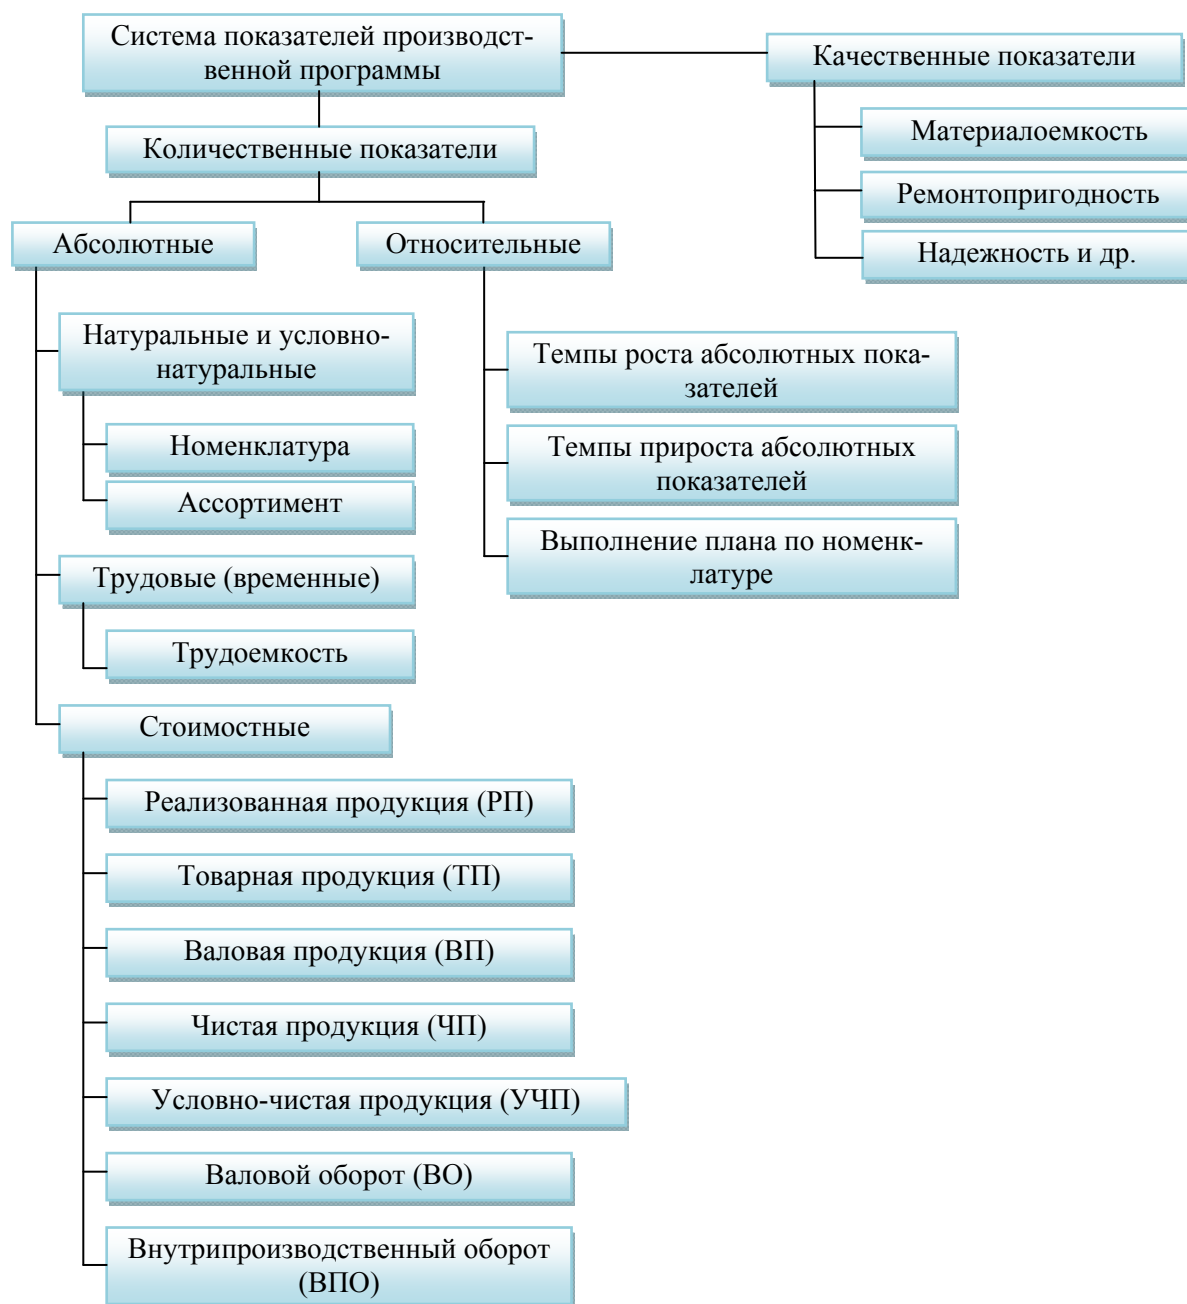 Система показателей производст-
венной программы
Качественные показатели
Материалоемкость
Ремонтопригодность
Надежность и др.
Количественные показатели
Абсолютные
Относительные
Натуральные и условно-
натуральные
Номенклатура
Ассортимент
Трудовые (временные)
Трудоемкость
Стоимостные
Реализованная продукция (РП)
Товарная продукция (ТП)
Валовая продукция (ВП)
Чистая продукция (ЧП)
Условно-чистая продукция (УЧП)
Валовой оборот (ВО)
Внутрипроизводственный оборот
(ВПО)
Темпы роста абсолютных пока-
зателей
Темпы прироста абсолютных
показателей
Выполнение плана по номенк-
латуре